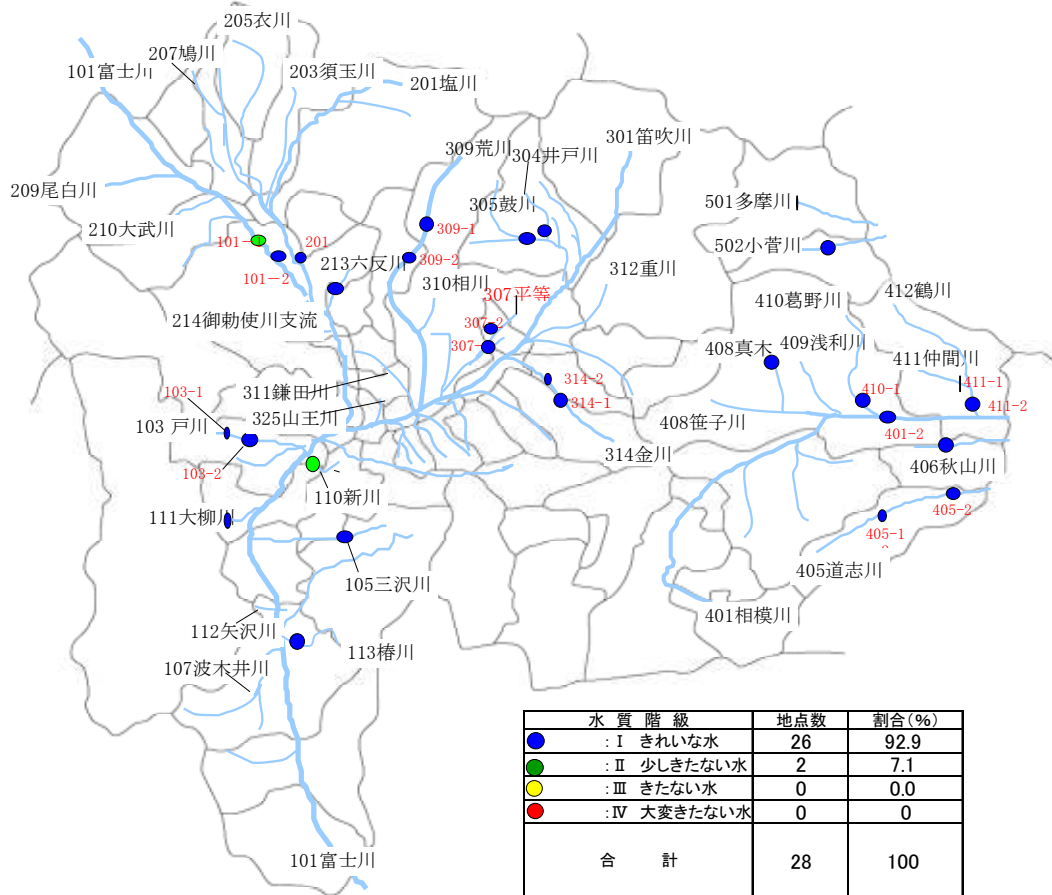 205衣川
207鳩川
101富士川
203須玉川
201塩川
309荒川
304井戸川
301笛吹川
209尾白川
305鼓川
501多摩川
210大武川
309-1
101-
201
502小菅川
309-2
213六反川
312重川
101-2
310相川
307平等
410葛野川
412鶴川
214御勅使川支流
307-2
307-
408真木
409浅利川
411仲間川
314-2
411-1
311鎌田川
103-1
410-1
314-1
411-2
325山王川
408笹子川
401-2
103 戸川
314金川
103-2
406秋山川
110新川
405-2
111大柳川
405-1
405道志川
105三沢川
401相模川
112矢沢川
113椿川
107波木井川
水 質 階 級 地点数 割合(%)
:Ⅰ きれいな水 26 92.9
:Ⅱ 少しきたない水 2 7.1
:Ⅲ きたない水 0 0.0
:Ⅳ 大変きたない水 0 0
合 計 28 100
101富士川